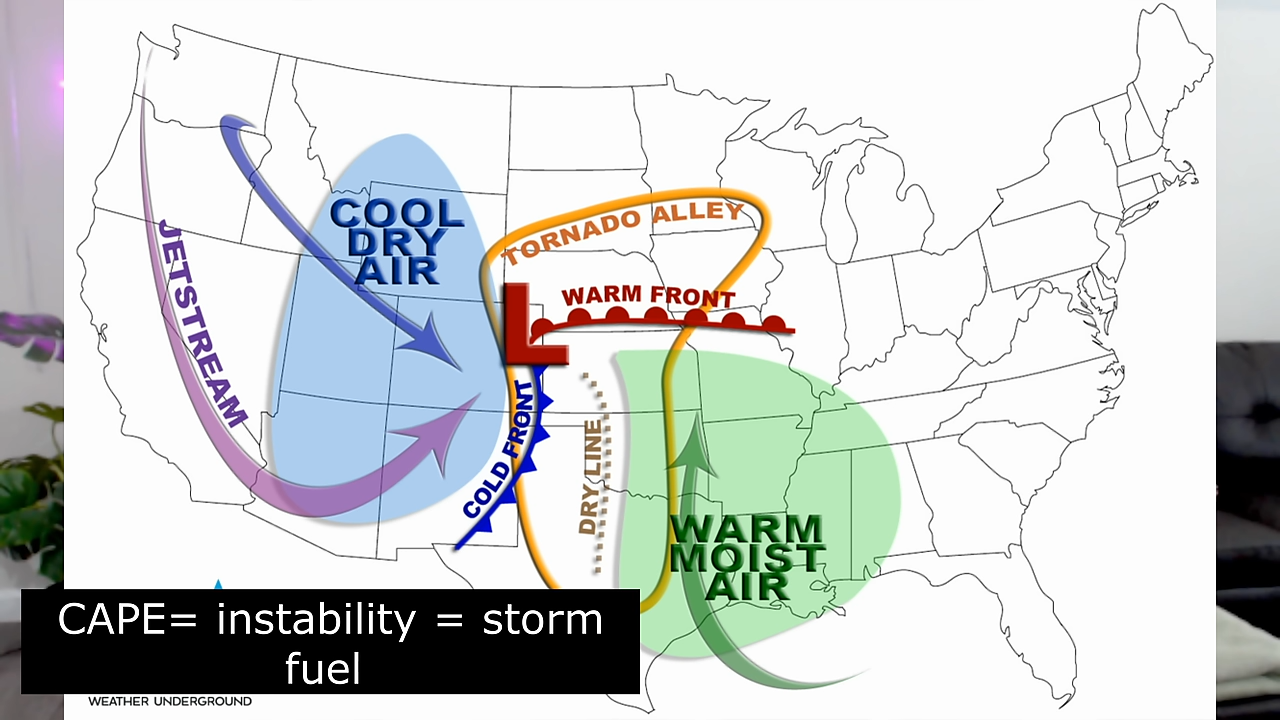 COOL
DRY
AIR
JETSTREAM
TORNADO ALLEY
WARM FRONT
L
COLD FRONT
DRY LINE
WARM
MOIST
AIR
CAPE= instability = storm
fuel
WEATHER UNDERGROUND